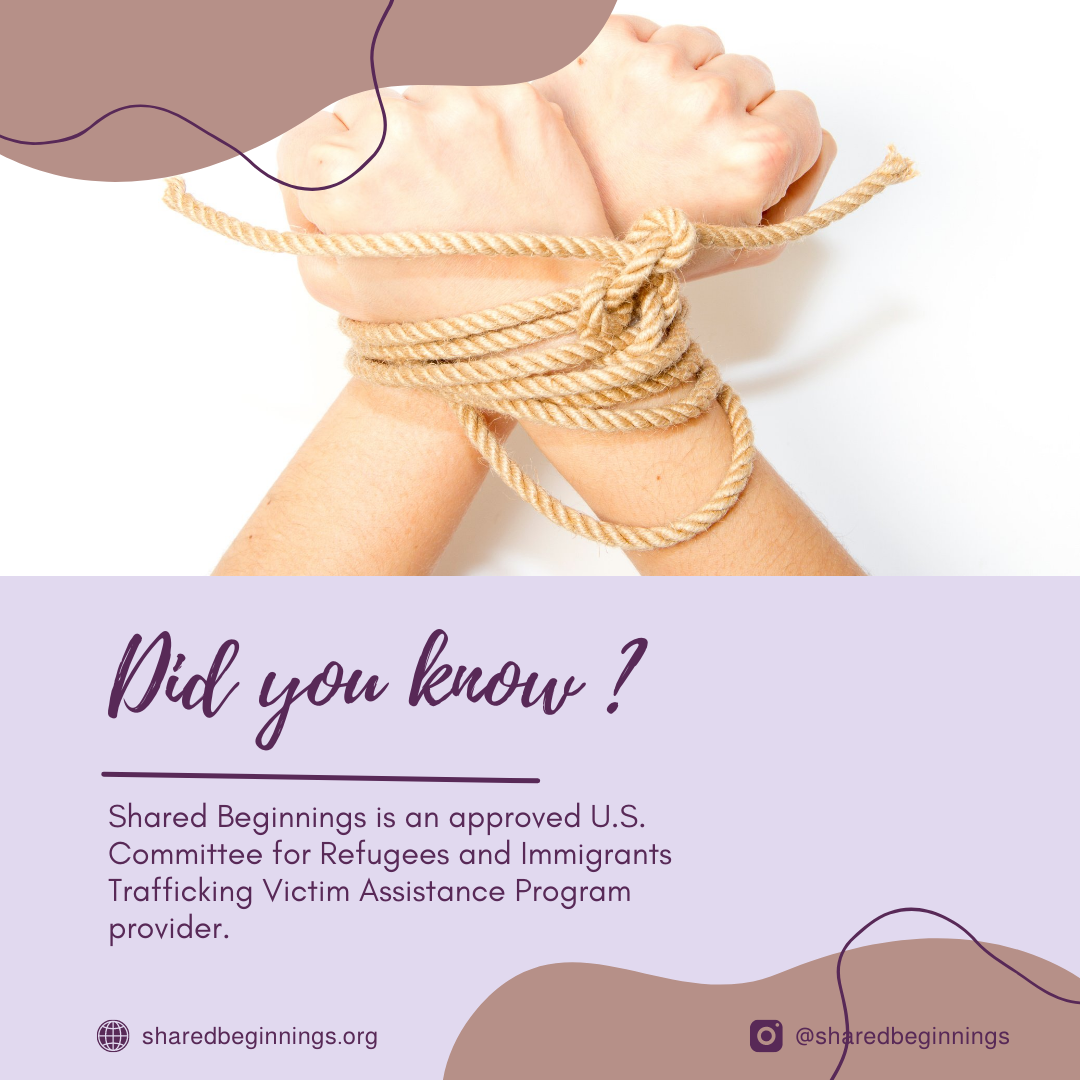 Did you know ?
Shared Beginnings is an approved U.S.
Committee for Refugees and Immigrants
Trafficking Victim Assistance Program
provider.
sharedbeginnings.org
@sharedbeginnings